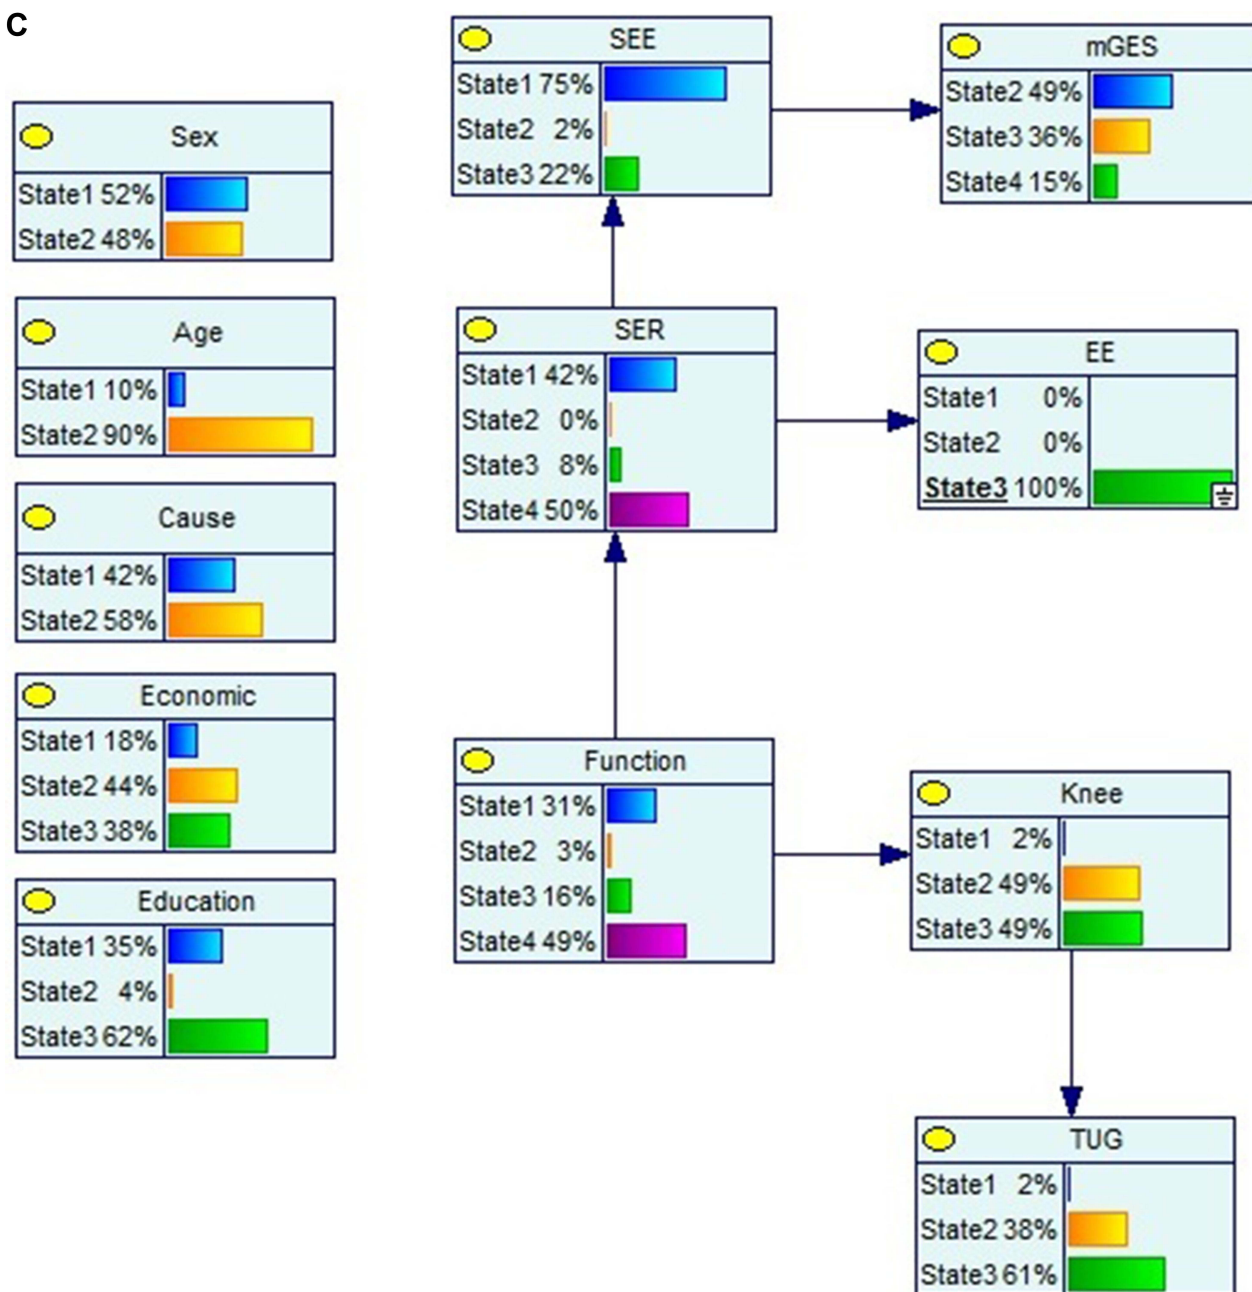 C
Sex
State1 52%
State2 48%
Age
State1 10%
State2 90%
Cause
State1 42%
State2 58%
Economic
State1 18%
State2 44%
State3 38%
Education
State1 35%
State2 4%
State3 62%
SEE
State1 75%
State2 2%
State3 22%
mGES
State2 49%
State3 36%
State4 15%
SER
State1 42%
State2 0%
State3 8%
State4 50%
EE
State1 0%
State2 0%
State3 100%
Function
State1 31%
State2 3%
State3 16%
State4 49%
Knee
State1 2%
State2 49%
State3 49%
TUG
State1 2%
State2 38%
State3 61%